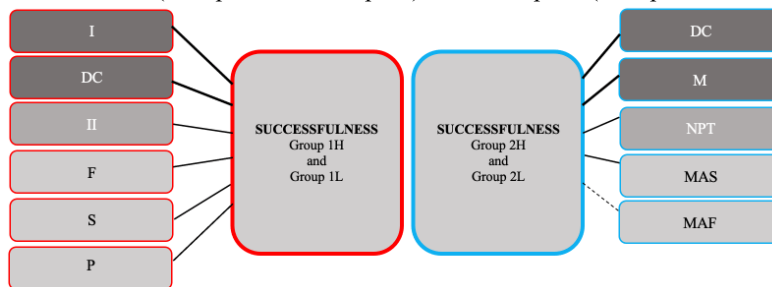 I
DC
II
F
S
P
SUCCESSFULNESS
Group 1H
and
Group 1L
SUCCESSFULNESS
Group 2H
and
Group 2L
DC
M
NPT
MAS
MAF